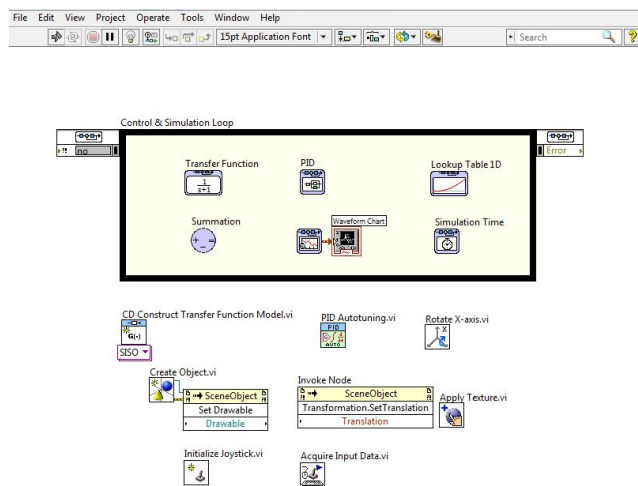 File Edit View Project Operate Tools Window Help
15pt Application Font
Search
Control & Simulation Loop
no
Error
Transfer Function
PID
Lookup Table 1D
1
s+1
Summation
Waveform Chart
Simulation Time
CD Construct Transfer Function Model.vi
G(·)
SISO
PID Autotuning.vi
PID
AUTO
Rotate X-axis.vi
X
Create Object.vi
SceneObject
Set Drawable
Drawable
Invoke Node
SceneObject
Transformation.SetTranslation
Translation
Apply Texture.vi
Initialize Joystick.vi
Acquire Input Data.vi